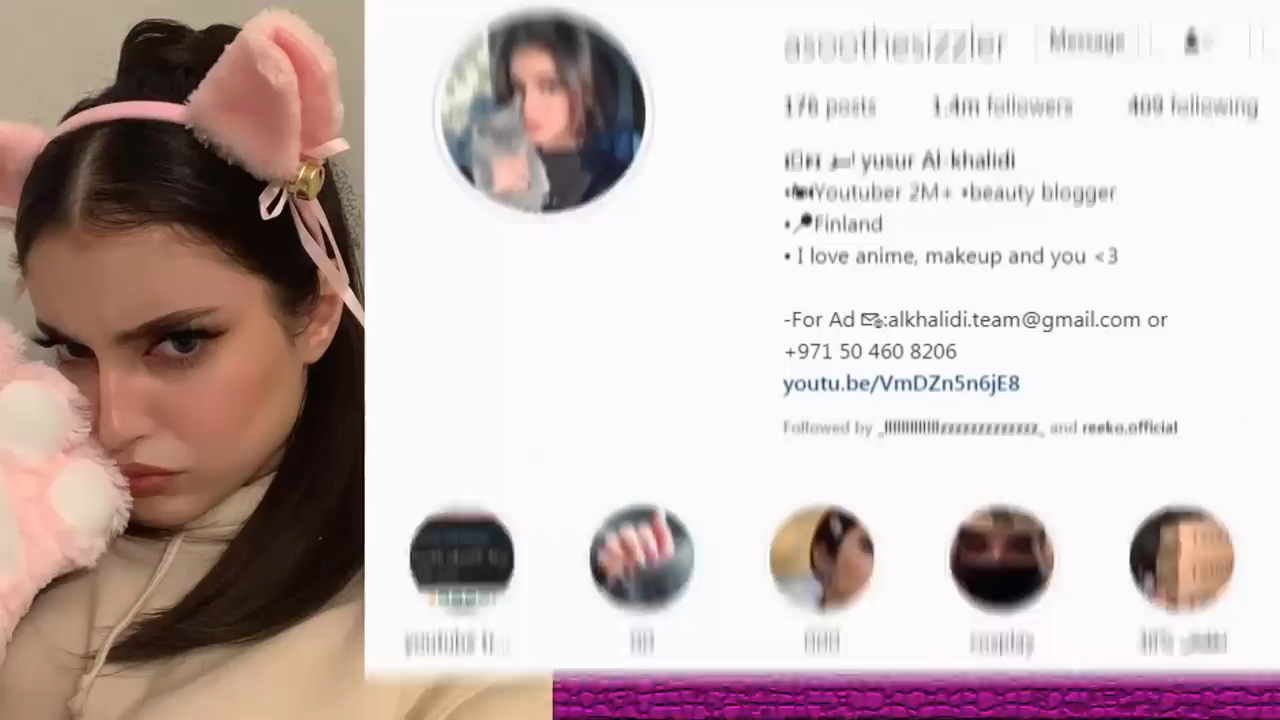 asoothesizzler Message
176 posts 1.4m followers 409 following
yusur Al-khalidi
•Youtuber 2M+ •beauty blogger
•Finland
• I love anime, makeup and you <3
-For Ad :alkhalidi.team@gmail.com or
+971 50 460 8206
youtu.be/VmDZn5n6jE8
Followed by and reeko.official
youtube cosplay